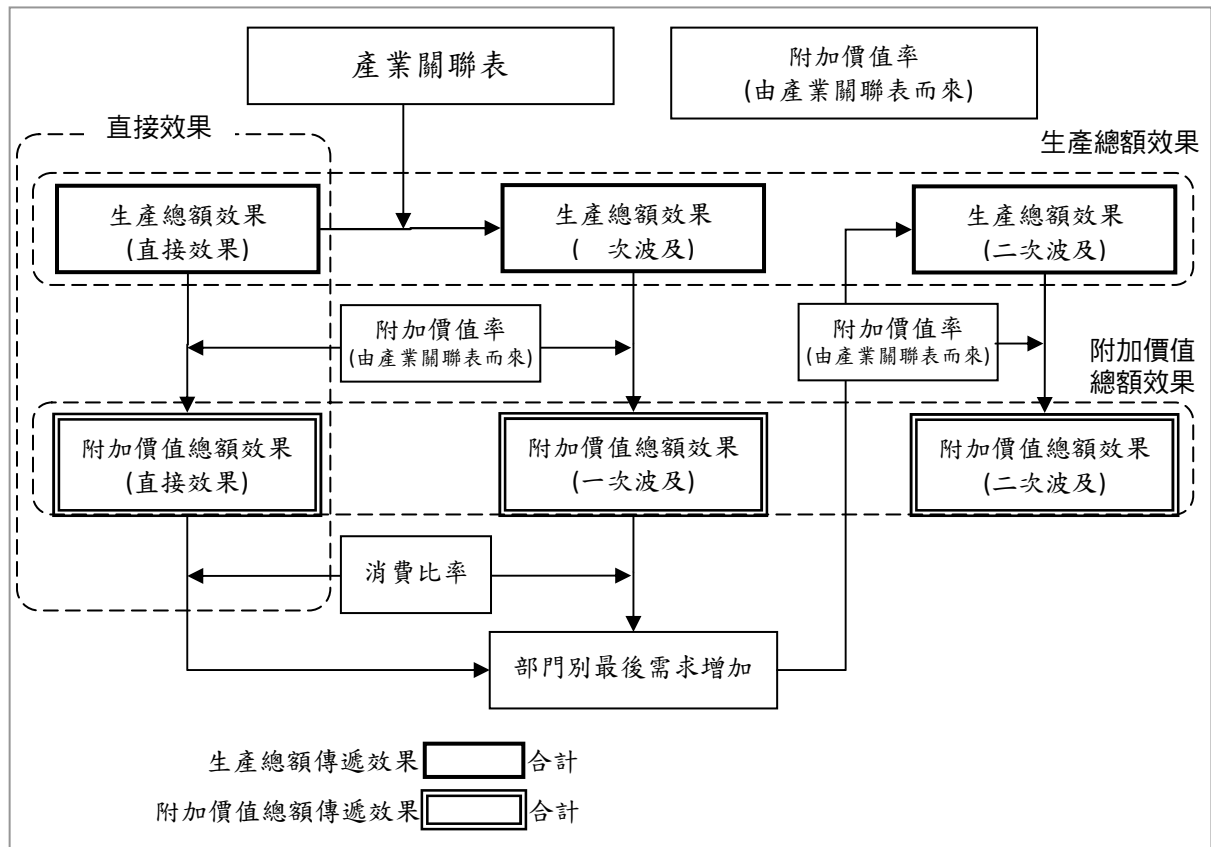 產業關聯表
附加價值率
(由產業關聯表而來)
直接效果
生產總額效果
生產總額效果
(直接效果)
生產總額效果
( 次波及)
生產總額效果
(二次波及)
附加價值率
(由產業關聯表而來)
附加價值率
(由產業關聯表而來)
附加價值
總額效果
附加價值總額效果
(直接效果)
附加價值總額效果
(一次波及)
附加價值總額效果
(二次波及)
消費比率
部門別最後需求增加
生產總額傳遞效果 合計
附加價值總額傳遞效果 合計